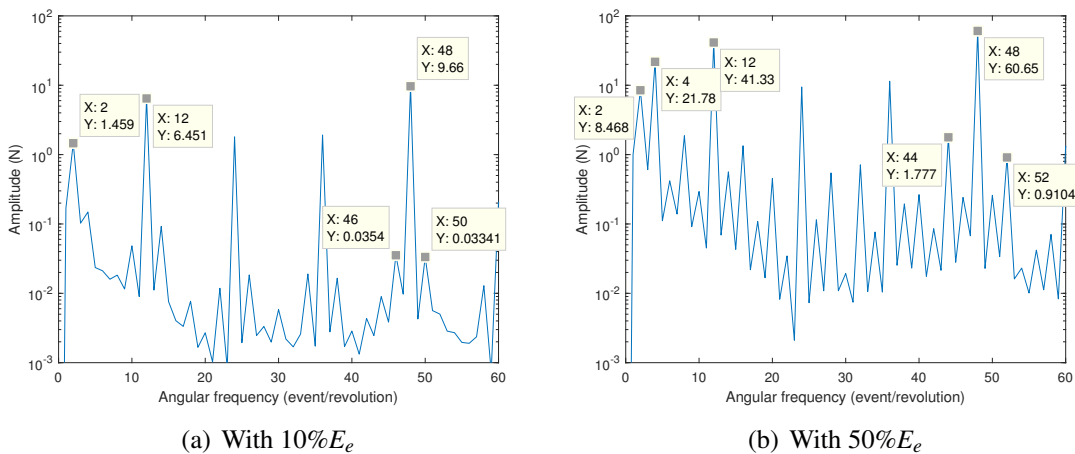 10^2
10^1
10^0
10^-1
10^-2
10^-3
Amplitude (N)
X: 2
Y: 1.459
X: 12
Y: 6.451
X: 48
Y: 9.66
X: 46
Y: 0.0354
X: 50
Y: 0.03341
0 10 20 30 40 50 60
Angular frequency (event/revolution)
(a) With 10%E_e
10^2
10^1
10^0
10^-1
10^-2
10^-3
Amplitude (N)
X: 2
Y: 8.468
X: 4
Y: 21.78
X: 12
Y: 41.33
X: 48
Y: 60.65
X: 44
Y: 1.777
X: 52
Y: 0.9104
0 10 20 30 40 50 60
Angular frequency (event/revolution)
(b) With 50%E_e